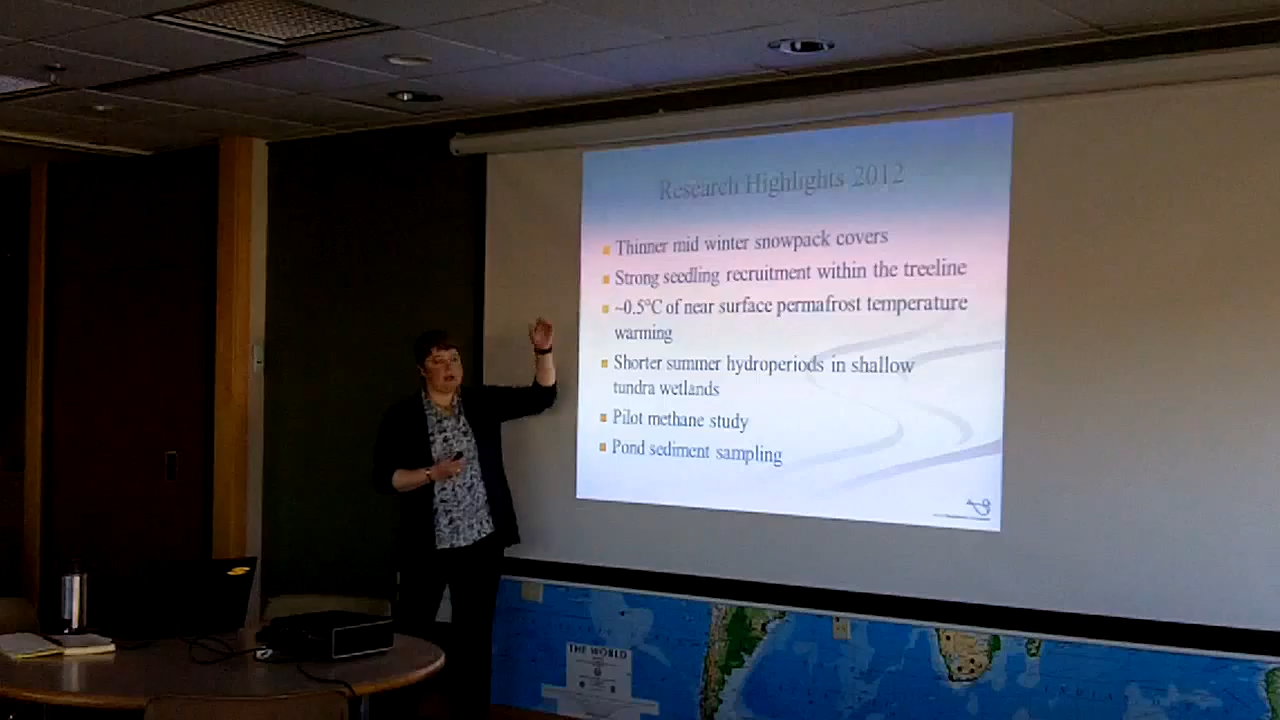 Research Highlights 2012
Thinner mid winter snowpack covers
Strong seedling recruitment within the treeline
~0.5°C of near surface permafrost temperature
warming
Shorter summer hydroperiods in shallow
tundra wetlands
Pilot methane study
Pond sediment sampling
THE WORLD